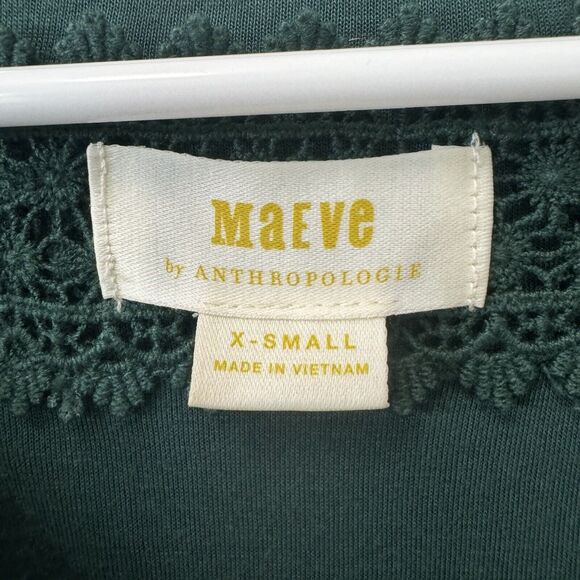 MaEVe
by ANTHROPOLOGIE
X-SMALL
MADE IN VIETNAM